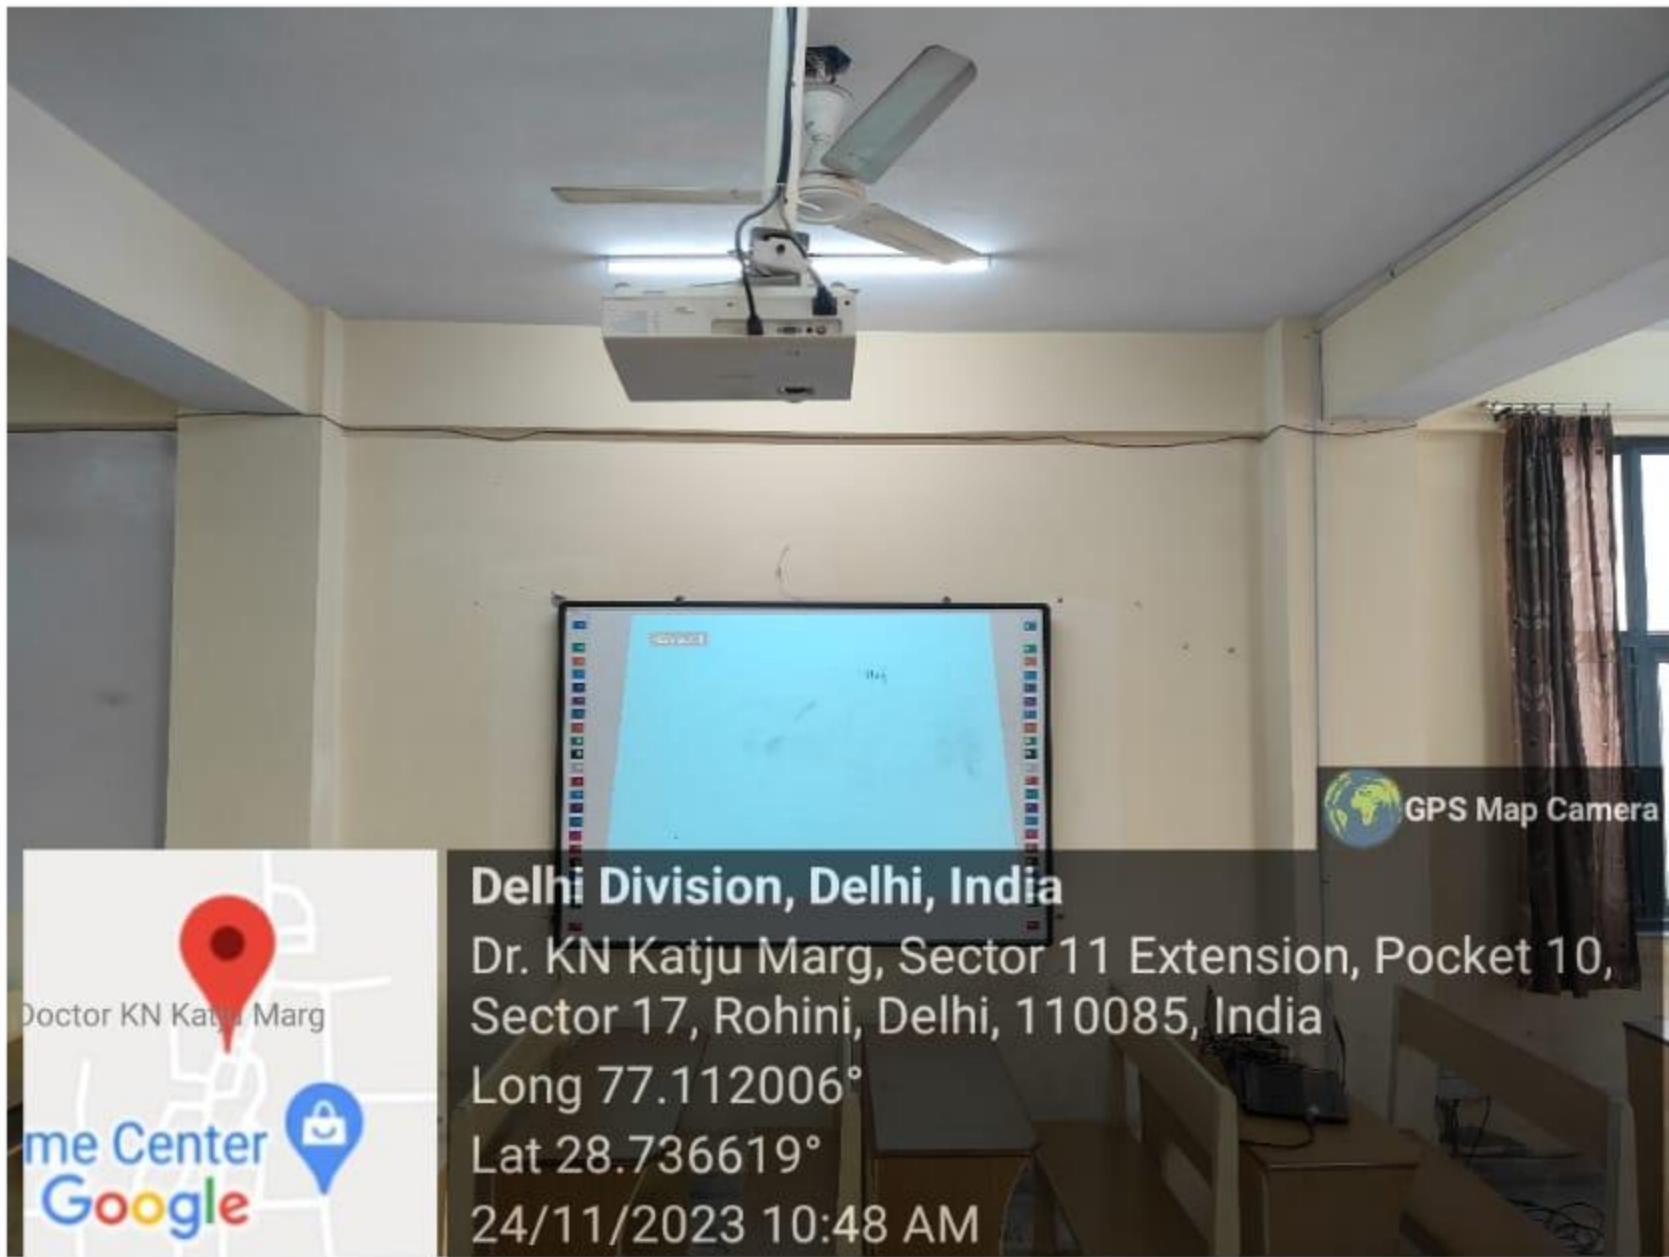 GPS Map Camera
Delhi Division, Delhi, India
Dr. KN Katju Marg, Sector 11 Extension, Pocket 10,
Sector 17, Rohini, Delhi, 110085, India
Long 77.112006°
Lat 28.736619°
24/11/2023 10:48 AM
Doctor KN Katju Marg
me Center
Google